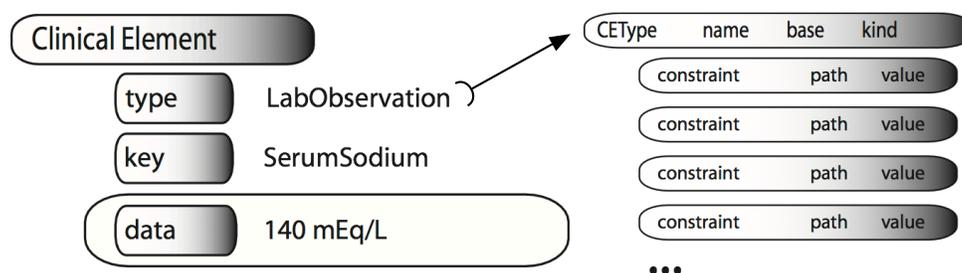 Clinical Element
type LabObservation
key SerumSodium
data 140 mEq/L
CEType name base kind
constraint path value
constraint path value
constraint path value
constraint path value
•••